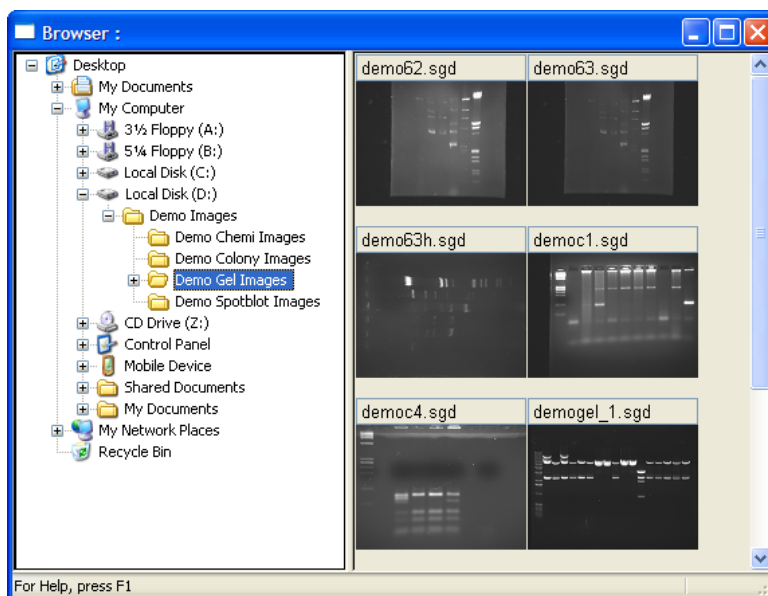 Browser :
Desktop
My Documents
My Computer
3½ Floppy (A:)
5¼ Floppy (B:)
Local Disk (C:)
Local Disk (D:)
Demo Images
Demo Chemi Images
Demo Colony Images
Demo Gel Images
Demo Spotblot Images
CD Drive (Z:)
Control Panel
Mobile Device
Shared Documents
My Documents
My Network Places
Recycle Bin
demo62.sgd demo63.sgd
demo63h.sgd democ1.sgd
democ4.sgd demogel_1.sgd
For Help, press F1